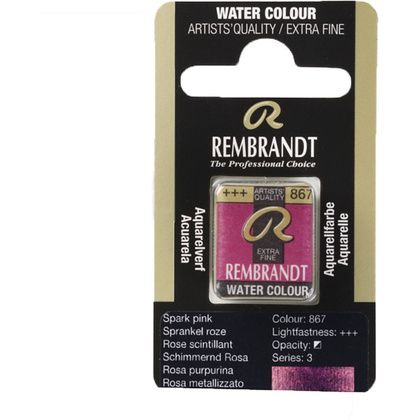 WATER COLOUR
ARTISTS' QUALITY / EXTRA FINE
R
REMBRANDT
The Professional Choice
Aquarelverf
Acuarela
+++ ARTISTS' QUALITY 867
R
EXTRA FINE
REMBRANDT
WATER COLOUR
Aquarellfarbe
Aquarelle
Spark pink
Sprankel roze
Rose scintillant
Schimmernd Rosa
Rosa purpurina
Rosa metallizzato
Colour: 867
Lightfastness: +++
Opacity:
Series: 3